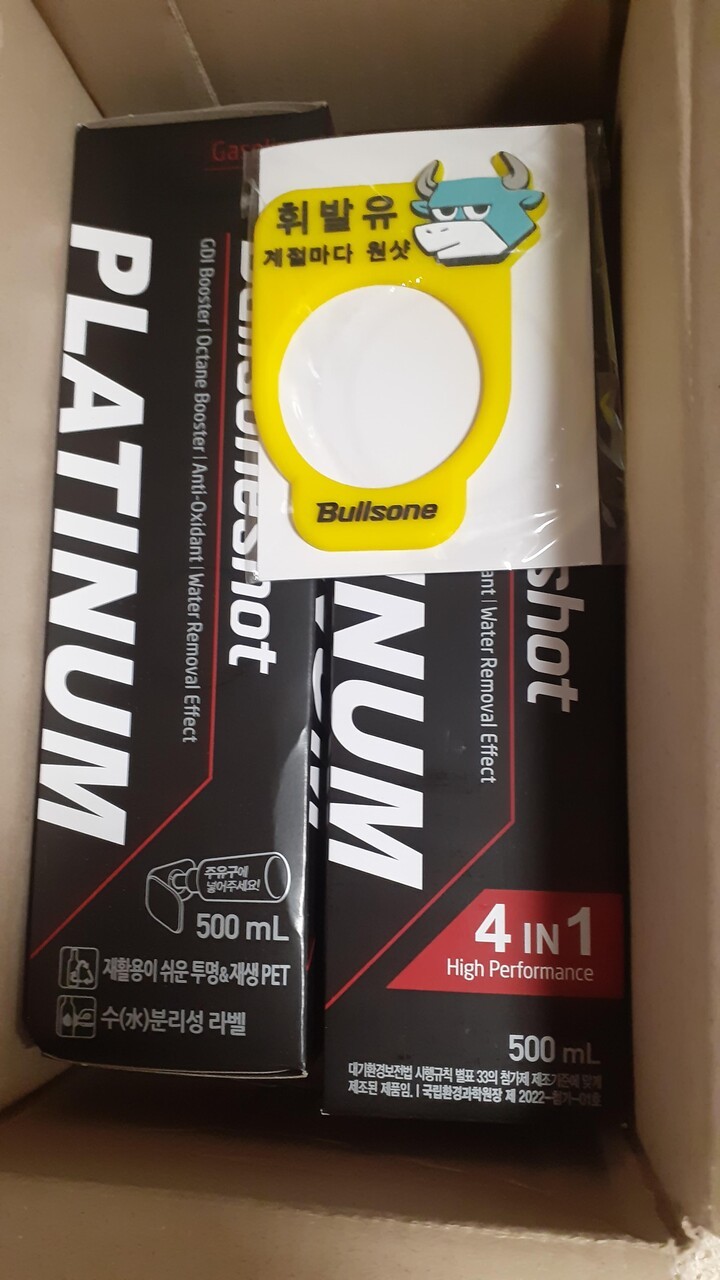 휘발유
계절마다 원샷
Bullsone
PLATINUM
GDI Booster | Octane Booster | Anti-Oxidant | Water Removal Effect
주유구에
넣어주세요!
500 mL
재활용이 쉬운 투명&재생 PET
수(水)분리성 라벨
shot
Water Removal Effect
4 IN 1
High Performance
500 mL
대기환경보전법 시행규칙 별표 33의 첨가제 제조기준에 맞게
제조된 제품임. | 국립환경과학원장 제 2022-첨가-01호